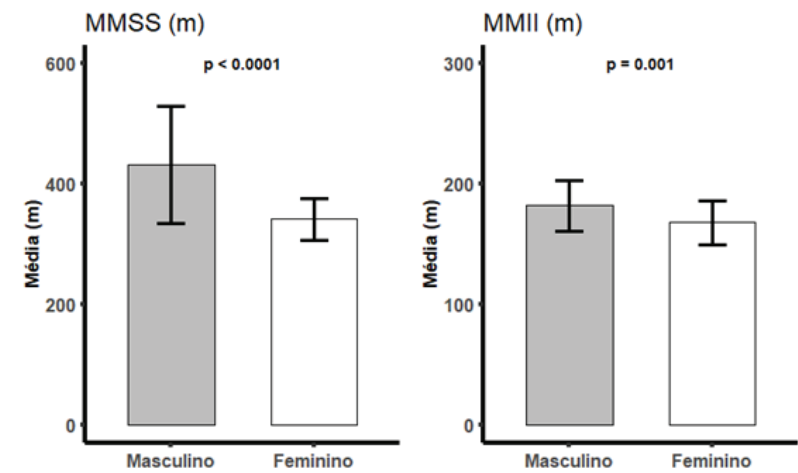 MMSS (m)
p < 0.0001
600
400
200
0
Média (m)
Masculino
Feminino
MMII (m)
p = 0.001
300
200
100
0
Média (m)
Masculino
Feminino